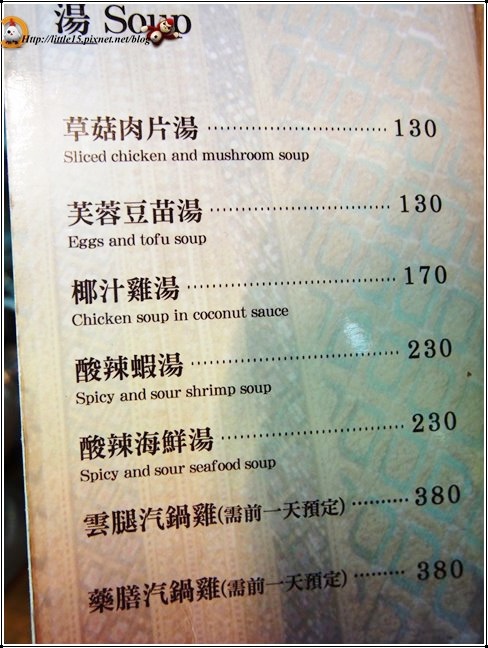 湯 Soup
Http://little15.pixnet.net/blog
草菇肉片湯 ········ 130
Sliced chicken and mushroom soup
芙蓉豆苗湯 ········ 130
Eggs and tofu soup
椰汁雞湯 ········ 170
Chicken soup in coconut sauce
酸辣蝦湯 ········ 230
Spicy and sour shrimp soup
酸辣海鮮湯 ········ 230
Spicy and sour seafood soup
雲腿汽鍋雞(需前一天預定) ········ 380
藥膳汽鍋雞(需前一天預定) ········ 380